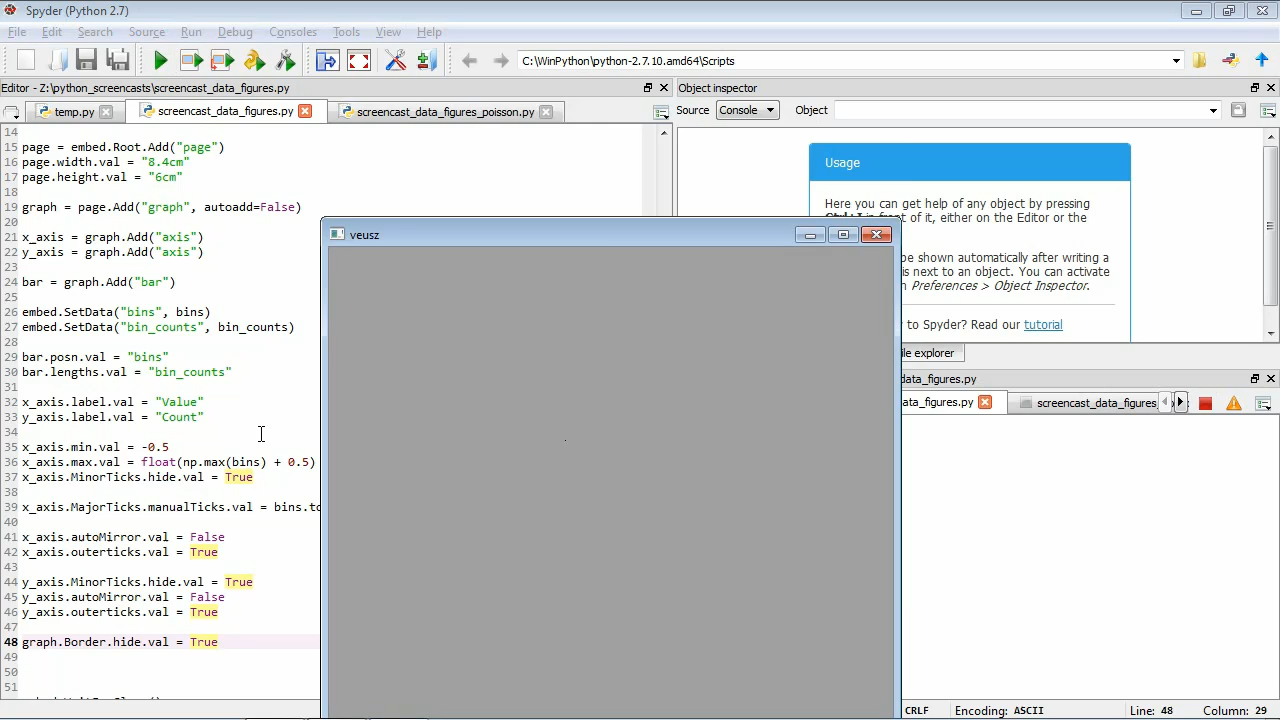 Spyder (Python 2.7)
File Edit Search Source Run Debug Consoles Tools View Help
C:\WinPython\python-2.7.10.amd64\Scripts
Editor - Z:\python_screencasts\screencast_data_figures.py
Object inspector
temp.py screencast_data_figures.py screencast_data_figures_poisson.py
Source Console Object
14
15 page = embed.Root.Add("page")
16 page.width.val = "8.4cm"
17 page.height.val = "6cm"
18
19 graph = page.Add("graph", autoadd=False)
20
21 x_axis = graph.Add("axis")
22 y_axis = graph.Add("axis")
23
24 bar = graph.Add("bar")
25
26 embed.SetData("bins", bins)
27 embed.SetData("bin_counts", bin_counts)
28
29 bar.posn.val = "bins"
30 bar.lengths.val = "bin_counts"
31
32 x_axis.label.val = "Value"
33 y_axis.label.val = "Count"
34
35 x_axis.min.val = -0.5
36 x_axis.max.val = float(np.max(bins) + 0.5)
37 x_axis.MinorTicks.hide.val = True
38
39 x_axis.MajorTicks.manualTicks.val = bins.to
40
41 x_axis.autoMirror.val = False
42 x_axis.outerticks.val = True
43
44 y_axis.MinorTicks.hide.val = True
45 y_axis.autoMirror.val = False
46 y_axis.outerticks.val = True
47
48 graph.Border.hide.val = True
49
50
51
veusz
Usage
Here you can get help of any object by pressing
in front of it, either on the Editor or the
be shown automatically after writing a
is next to an object. You can activate
n Preferences > Object Inspector.
to Spyder? Read our tutorial
ile explorer
data_figures.py
ata_figures.py screencast_data_figures_
CRLF Encoding: ASCII Line: 48 Column: 29